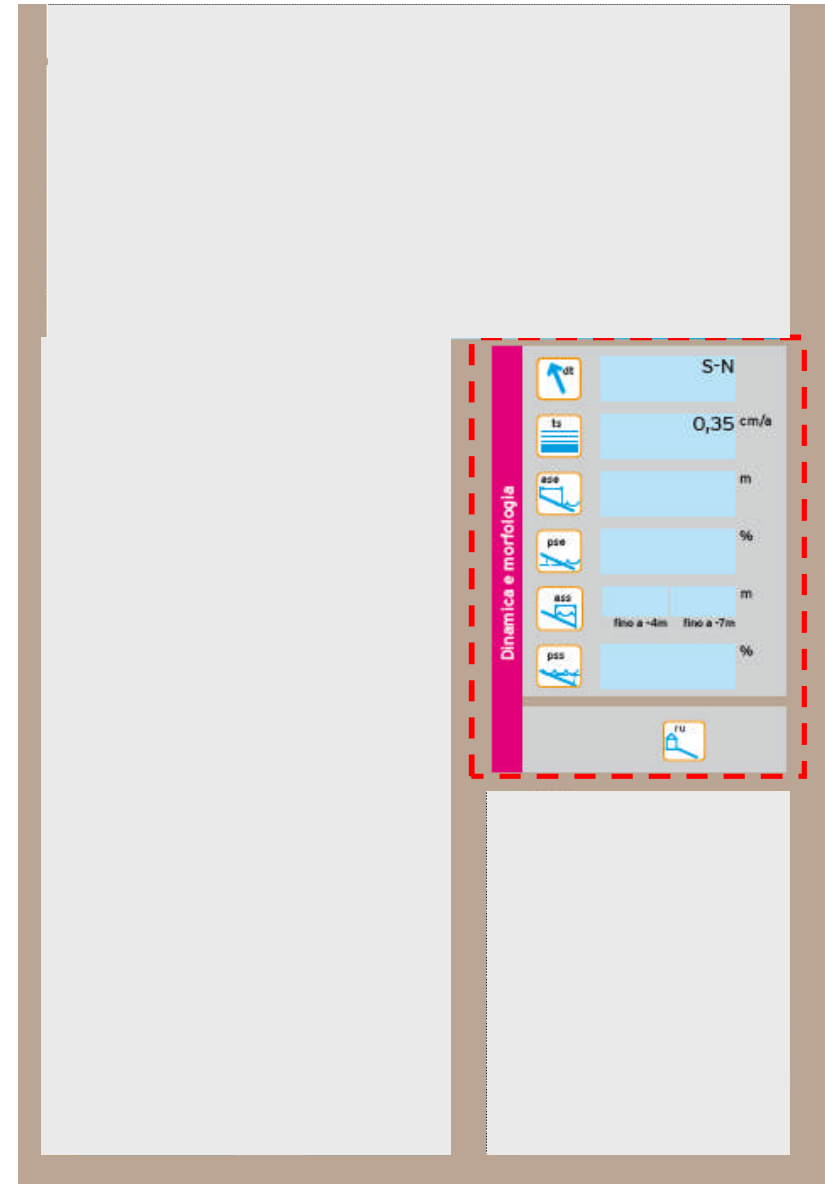 Dinamica e morfologia
dt S-N
ts 0,35 cm/a
ase m
pse %
ass m
fino a -4m fino a -7m
pss %
ru